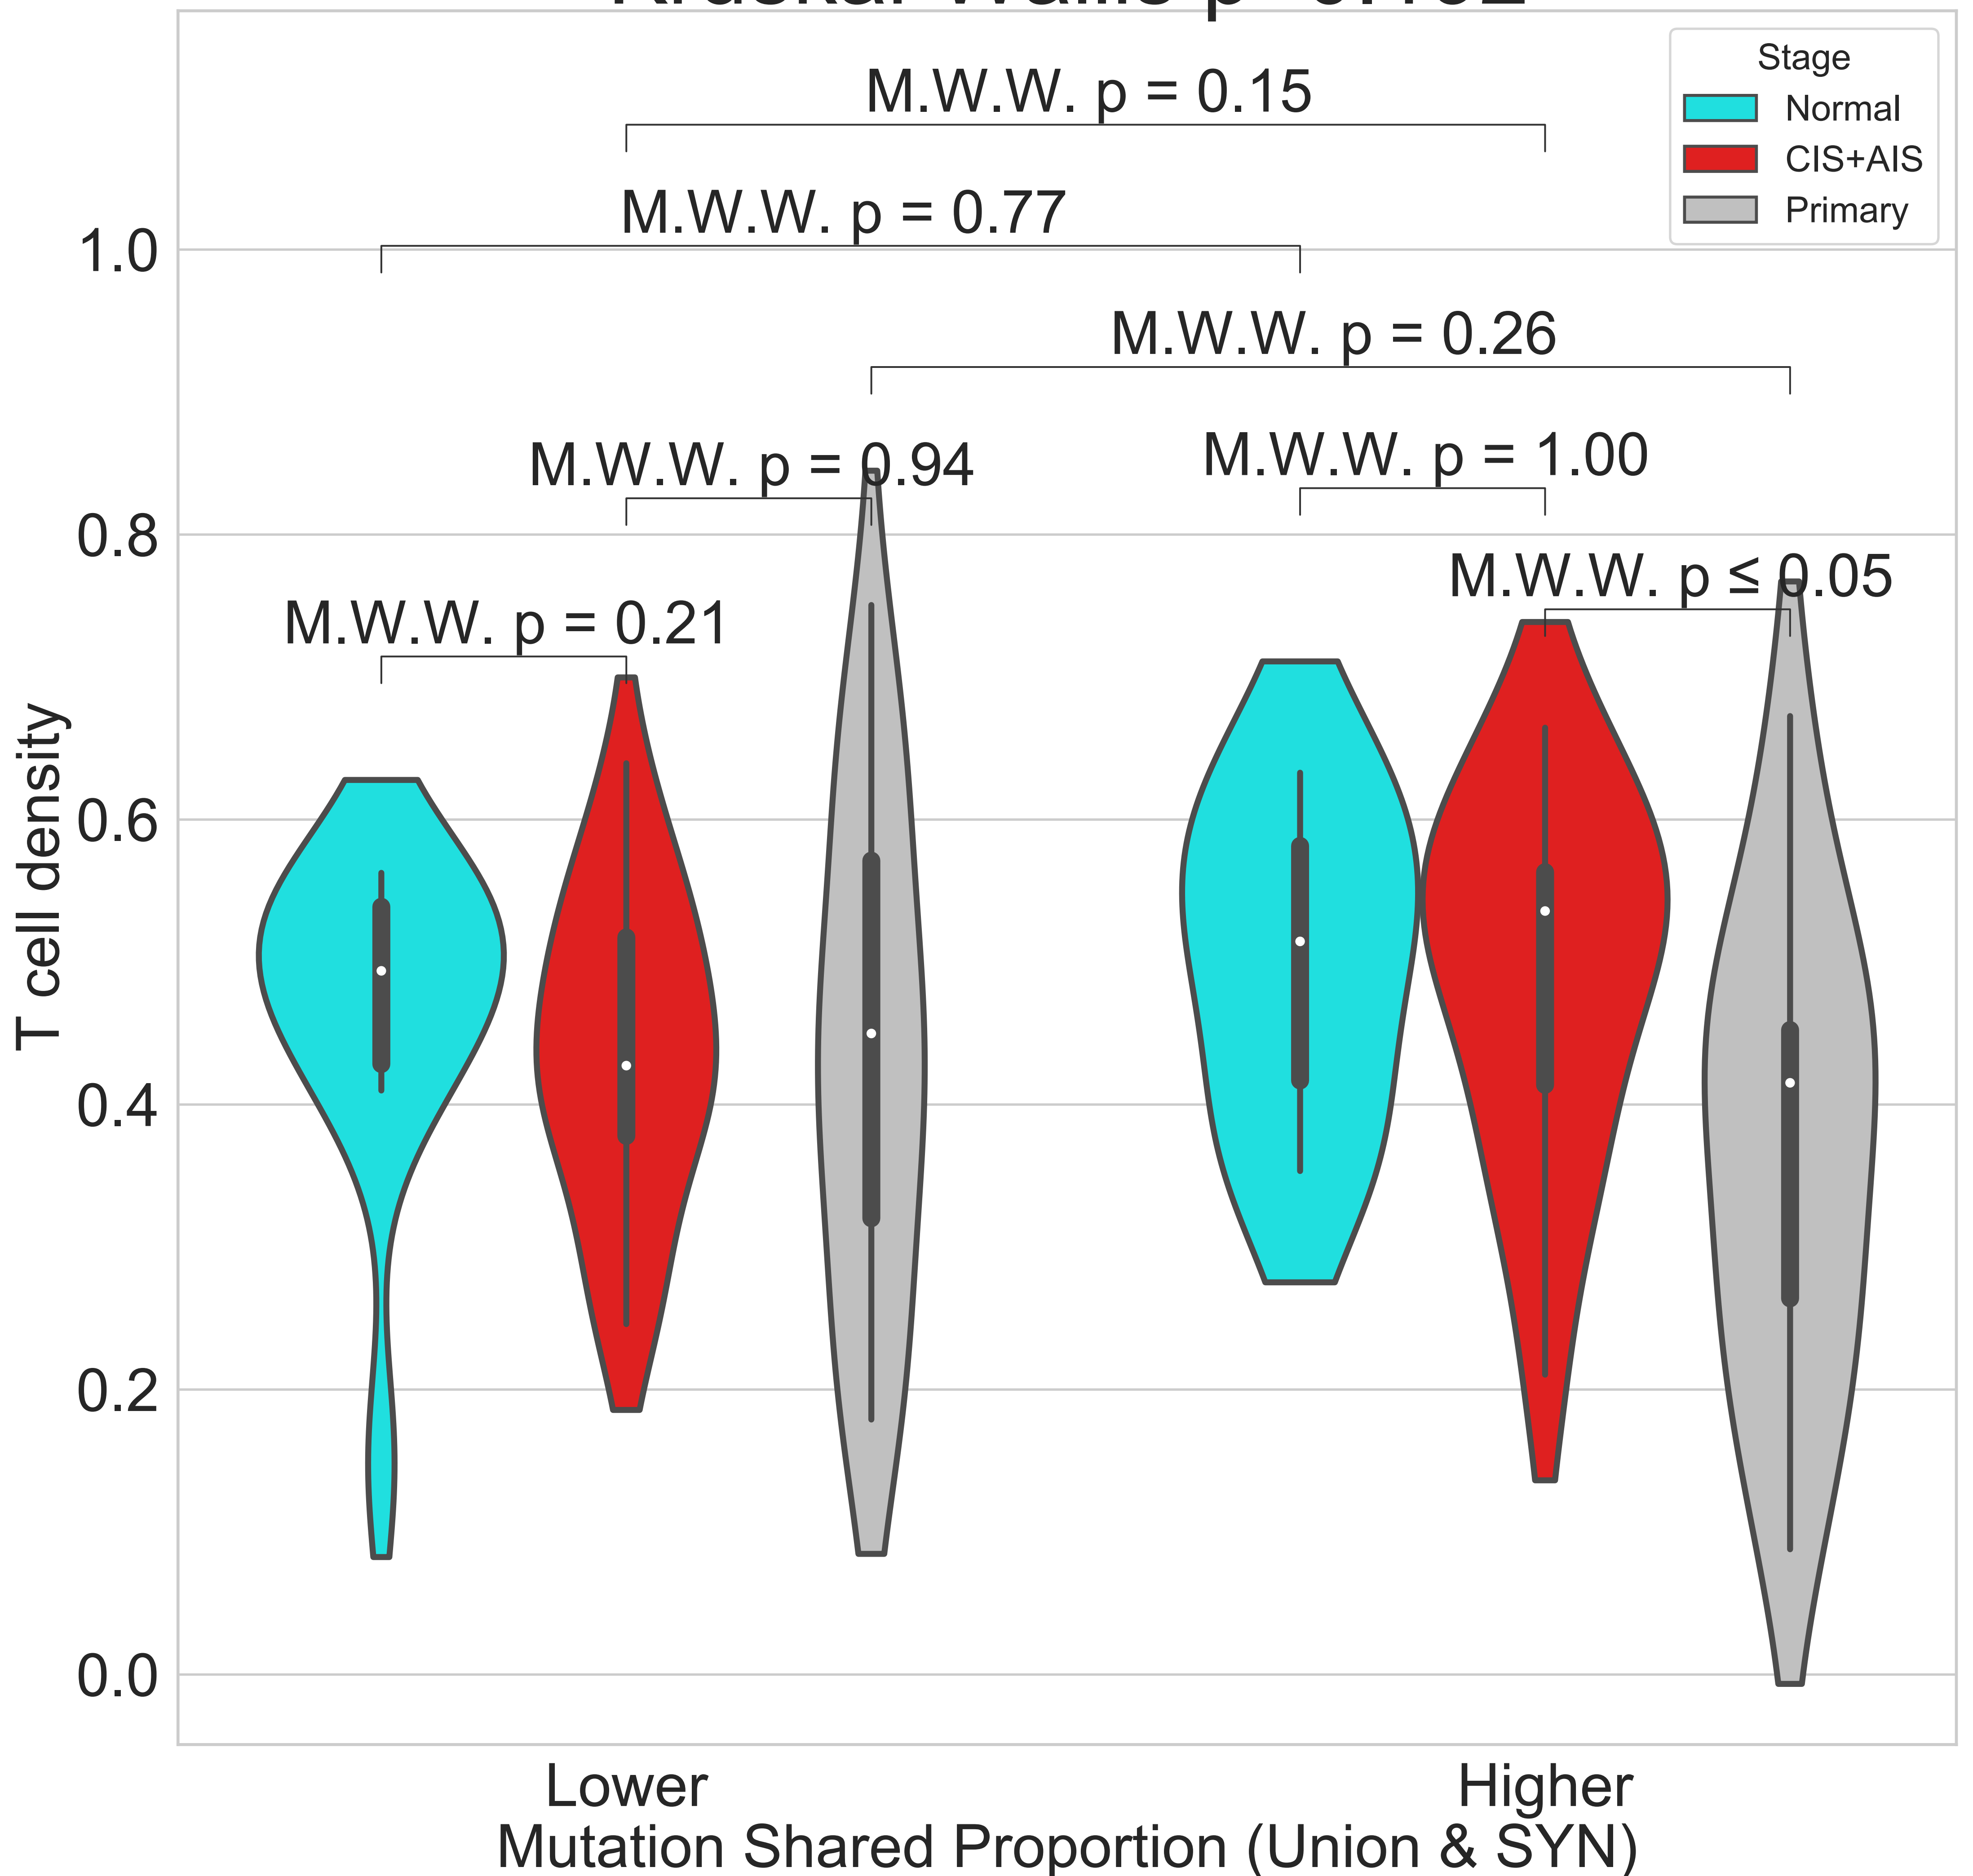 Stage
Normal
CIS+AIS
Primary
M.W.W. p = 0.15
M.W.W. p = 0.77
M.W.W. p = 0.26
M.W.W. p = 0.94
M.W.W. p = 1.00
M.W.W. p ≤ 0.05
M.W.W. p = 0.21
1.0
0.8
0.6
0.4
0.2
0.0
T cell density
Lower
Higher
Mutation Shared Proportion (Union & SYN)